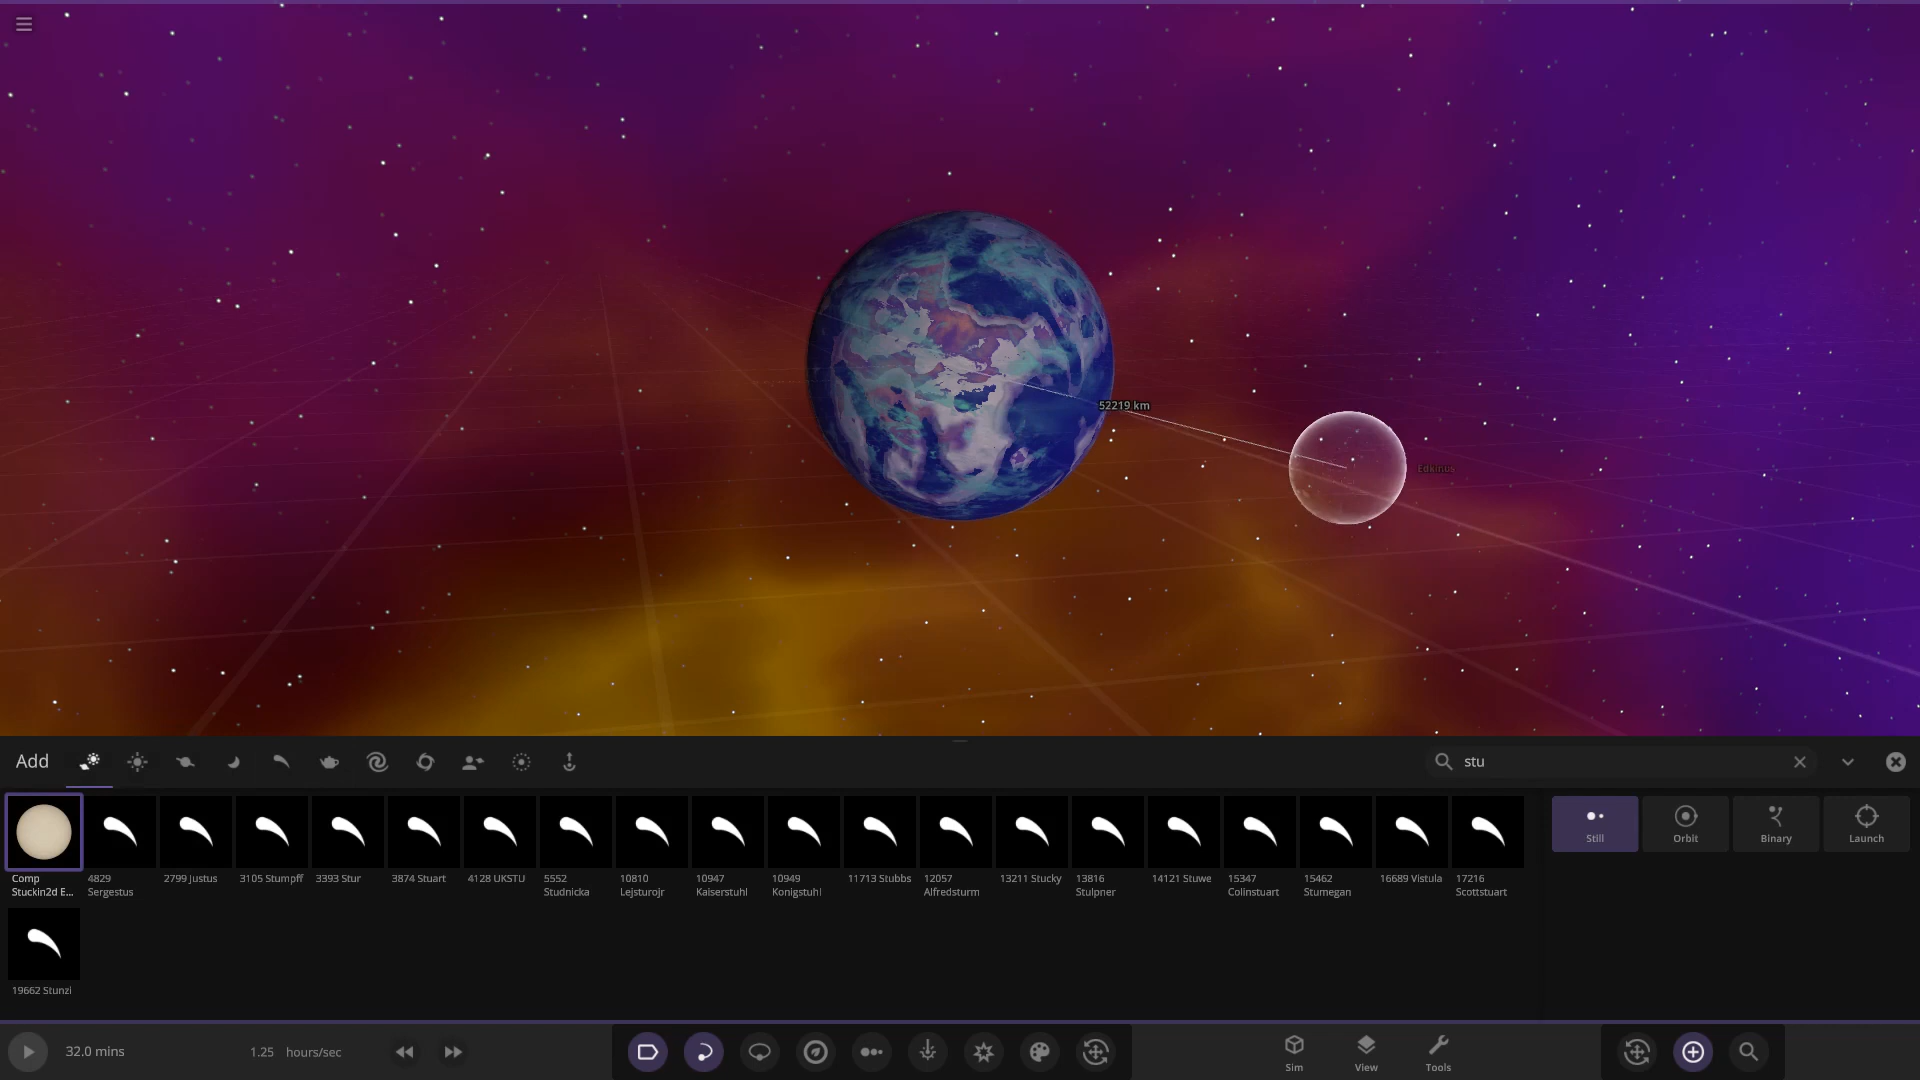 52219 km
Edkinus
Add
stu
Comp
Stuckin2d E...
4829
Sergestus
2799 Justus
3105 Stumpff
3393 Stur
3874 Stuart
4128 UKSTU
5552
Studnicka
10810
Lejsturojr
10947
Kaiserstuhl
10949
Konigstuhl
11713 Stubbs
12057
Alfredsturm
13211 Stucky
13816
Stulpner
14121 Stuwe
15347
Colinstuart
15462
Stumegan
16689 Vistula
17216
Scottstuart
19662 Stunzi
Still
Orbit
Binary
Launch
32.0 mins
1.25 hours/sec
Sim
View
Tools